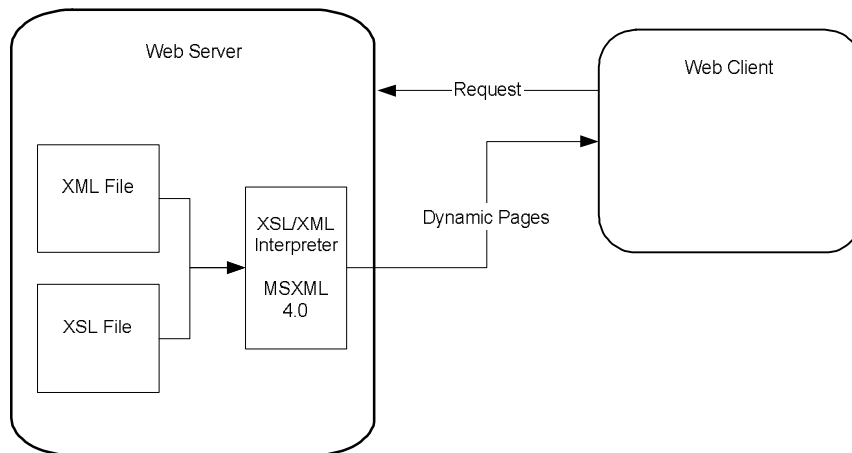 Web Server
Web Client
Request
XML File
XSL/XML
Interpreter
MSXML
4.0
Dynamic Pages
XSL File